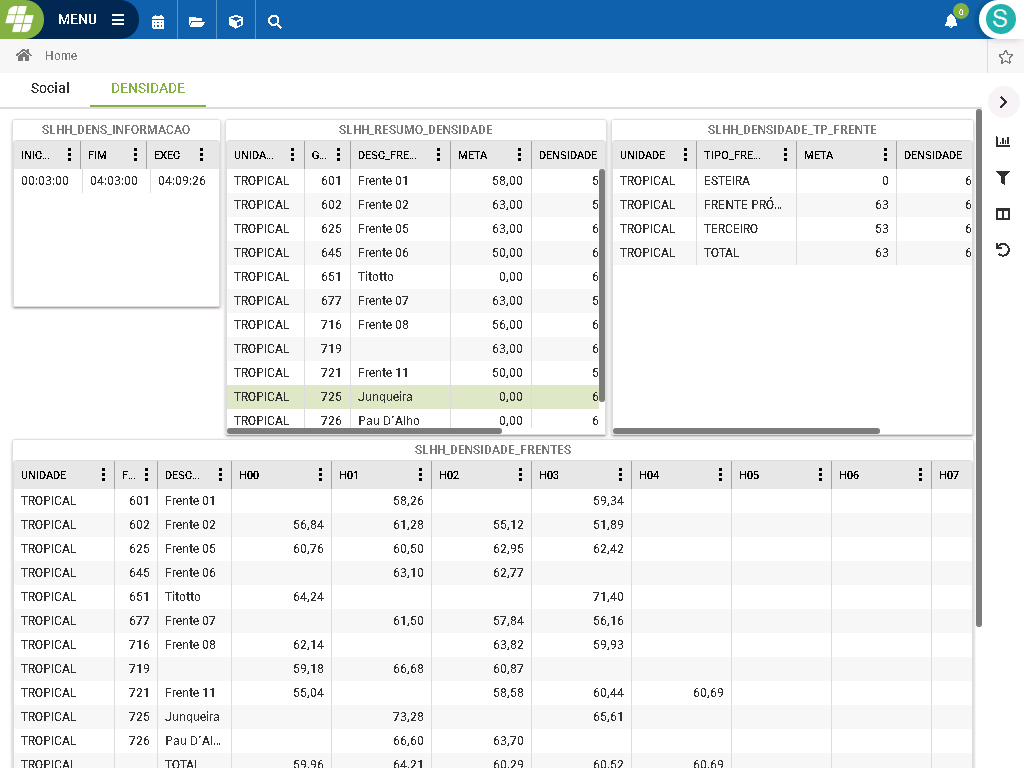 MENU
0
S
Home
Social
DENSIDADE
SLHH_DENS_INFORMACAO
INIC... FIM EXEC
00:03:00 04:03:00 04:09:26
SLHH_RESUMO_DENSIDADE
UNIDA... G... DESC_FRE... META DENSIDADE
TROPICAL 601 Frente 01 58,00 5
TROPICAL 602 Frente 02 63,00 6
TROPICAL 625 Frente 05 63,00 6
TROPICAL 645 Frente 06 50,00 6
TROPICAL 651 Titotto 0,00 6
TROPICAL 677 Frente 07 63,00 5
TROPICAL 716 Frente 08 56,00 6
TROPICAL 719 63,00 6
TROPICAL 721 Frente 11 50,00 5
TROPICAL 725 Junqueira 0,00 6
TROPICAL 726 Pau D´Alho 0,00 6
SLHH_DENSIDADE_TP_FRENTE
UNIDADE TIPO_FRE... META DENSIDADE
TROPICAL ESTEIRA 0 6
TROPICAL FRENTE PRÓ... 63 6
TROPICAL TERCEIRO 53 6
TROPICAL TOTAL 63 6
SLHH_DENSIDADE_FRENTES
UNIDADE F... DESC... H00 H01 H02 H03 H04 H05 H06 H07
TROPICAL 601 Frente 01 58,26 59,34
TROPICAL 602 Frente 02 56,84 61,28 55,12 51,89
TROPICAL 625 Frente 05 60,76 60,50 62,95 62,42
TROPICAL 645 Frente 06 63,10 62,77
TROPICAL 651 Titotto 64,24 71,40
TROPICAL 677 Frente 07 61,50 57,84 56,16
TROPICAL 716 Frente 08 62,14 63,82 59,93
TROPICAL 719 59,18 66,68 60,87
TROPICAL 721 Frente 11 55,04 58,58 60,44 60,69
TROPICAL 725 Junqueira 73,28 65,61
TROPICAL 726 Pau D´Al... 66,60 63,70
TROPICAL TOTAL 59,96 64,21 60,29 60,52 60,69